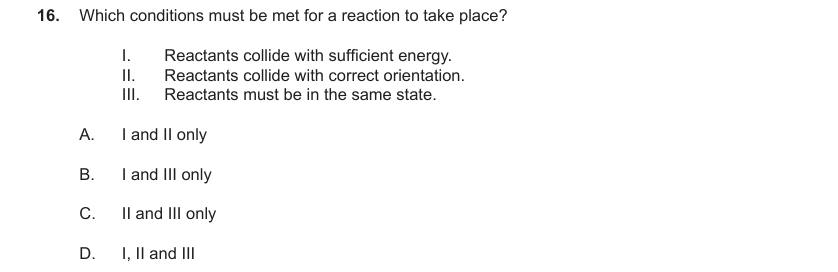 16. Which conditions must be met for a reaction to take place?
I. Reactants collide with sufficient energy.
II. Reactants collide with correct orientation.
III. Reactants must be in the same state.
A. I and II only
B. I and III only
C. II and III only
D. I, II and III